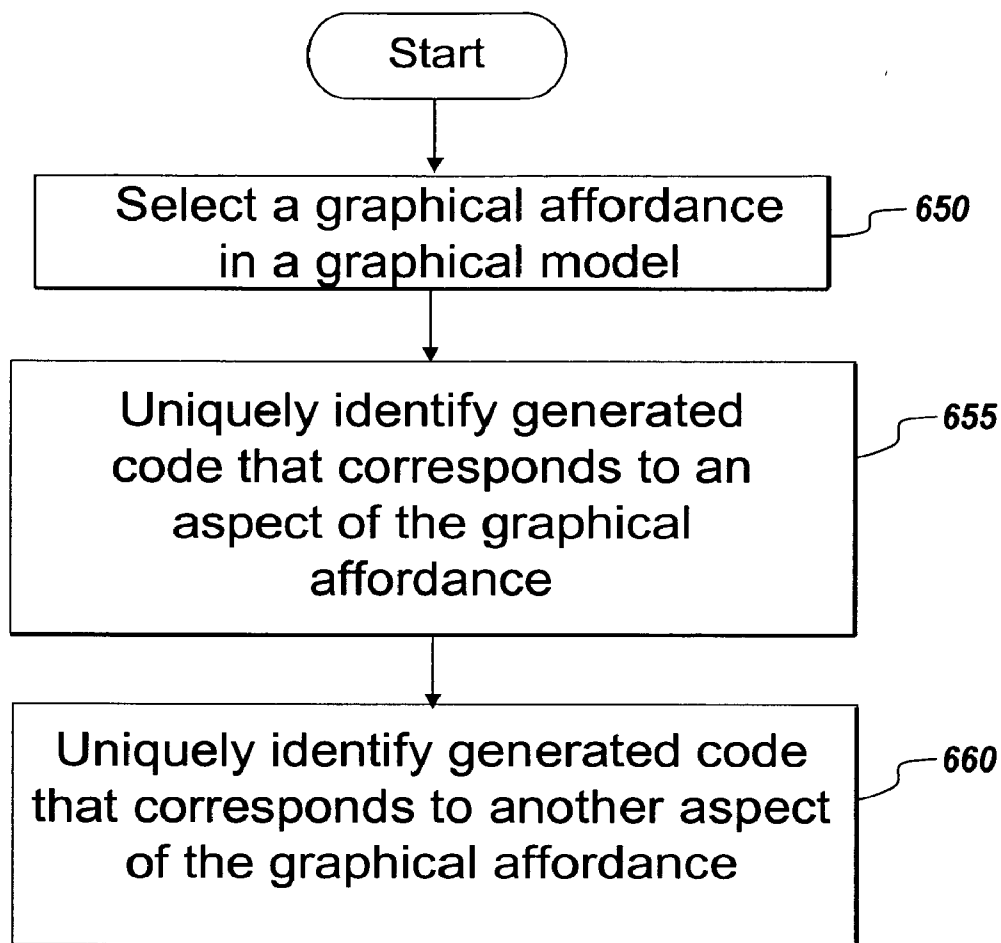 Start
Select a graphical affordance
in a graphical model
650
Uniquely identify generated
code that corresponds to an
aspect of the graphical
affordance
655
Uniquely identify generated code
that corresponds to another aspect
of the graphical affordance
660